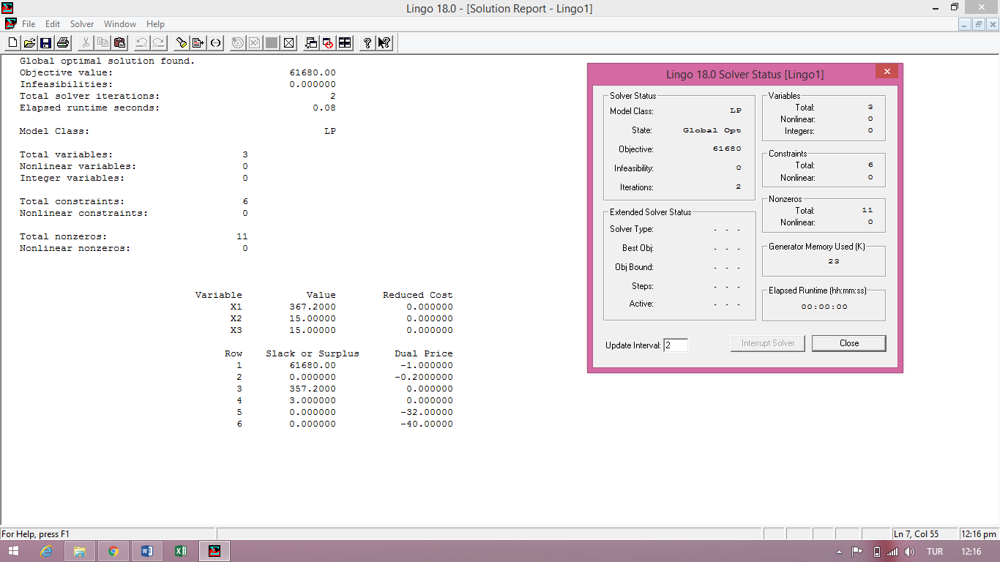 Lingo 18.0 - [Solution Report - Lingo1]
File Edit Solver Window Help
Global optimal solution found.
Objective value: 61680.00
Infeasibilities: 0.000000
Total solver iterations: 2
Elapsed runtime seconds: 0.08
Model Class: LP
Total variables: 3
Nonlinear variables: 0
Integer variables: 0
Total constraints: 6
Nonlinear constraints: 0
Total nonzeros: 11
Nonlinear nonzeros: 0
Variable Value Reduced Cost
X1 367.2000 0.000000
X2 15.00000 0.000000
X3 15.00000 0.000000
Row Slack or Surplus Dual Price
1 61680.00 -1.000000
2 0.000000 -0.2000000
3 357.2000 0.000000
4 3.000000 0.000000
5 0.000000 -32.00000
6 0.000000 -40.00000
Lingo 18.0 Solver Status [Lingo1]
Solver Status
Model Class: LP
State: Global Opt
Objective: 61680
Infeasibility: 0
Iterations: 2
Extended Solver Status
Solver Type: - - -
Best Obj: - - -
Obj Bound: - - -
Steps: - - -
Active: - - -
Variables
Total: 3
Nonlinear: 0
Integers: 0
Constraints
Total: 6
Nonlinear: 0
Nonzeros
Total: 11
Nonlinear: 0
Generator Memory Used (K)
23
Elapsed Runtime (hh:mm:ss)
00:00:00
Update Interval: 2
Interrupt Solver
Close
For Help, press F1
Ln 7, Col 55
12:16 pm
TUR
12:16